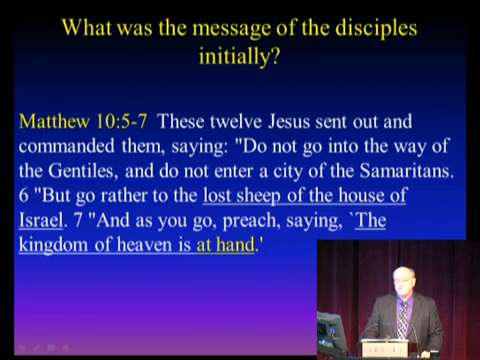 What was the message of the disciples
initially?
Matthew 10:5-7 These twelve Jesus sent out and
commanded them, saying: "Do not go into the way of
the Gentiles, and do not enter a city of the Samaritans.
6 "But go rather to the lost sheep of the house of
Israel. 7 "And as you go, preach, saying, `The
kingdom of heaven is at hand.'